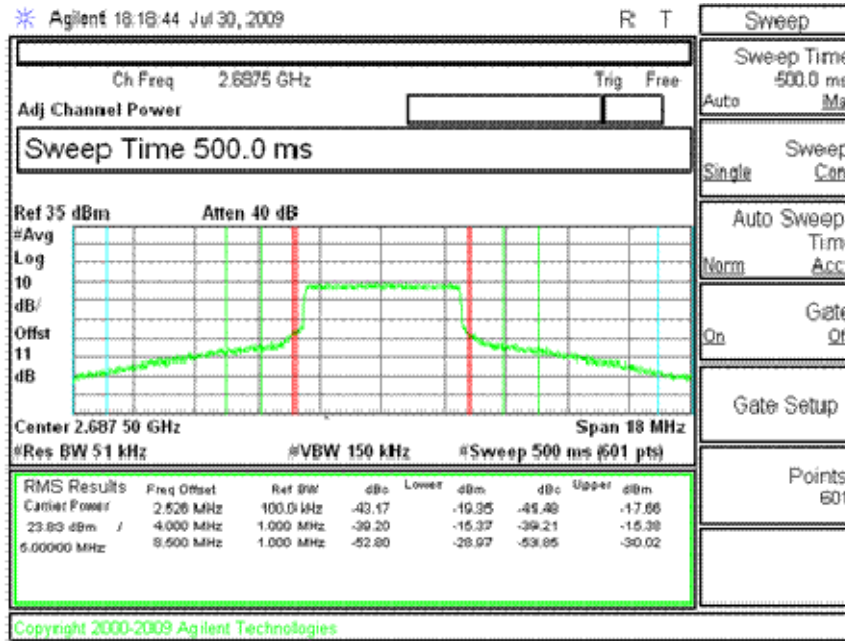 Agilent 18:18:44 Jul 30, 2009 R T
Ch Freq 2.6875 GHz Trig Free
Adj Channel Power
Sweep Time 500.0 ms
Ref 35 dBm Atten 40 dB
#Avg
Log
10
dB/
Offst
11
dB
Center 2.687 50 GHz Span 18 MHz
#Res BW 51 kHz #VBW 150 kHz #Sweep 500 ms (601 pts)
RMS Results Freq Offset Ref BW dBc Lower dBm dBc Upper dBm
Carrier Power 2.526 MHz 100.0 kHz -43.17 -19.35 -41.48 -17.66
23.83 dBm / 4.000 MHz 1.000 MHz -39.20 -15.37 -39.21 -15.38
5.00000 MHz 8.500 MHz 1.000 MHz -52.80 -28.97 -53.85 -30.02
Copyright 2000-2009 Agilent Technologies
Sweep
Sweep Time
500.0 ms
Auto Ma
Sweep
Single Con
Auto Sweep
Time
Norm Acc
Gate
On Of
Gate Setup
Points
601